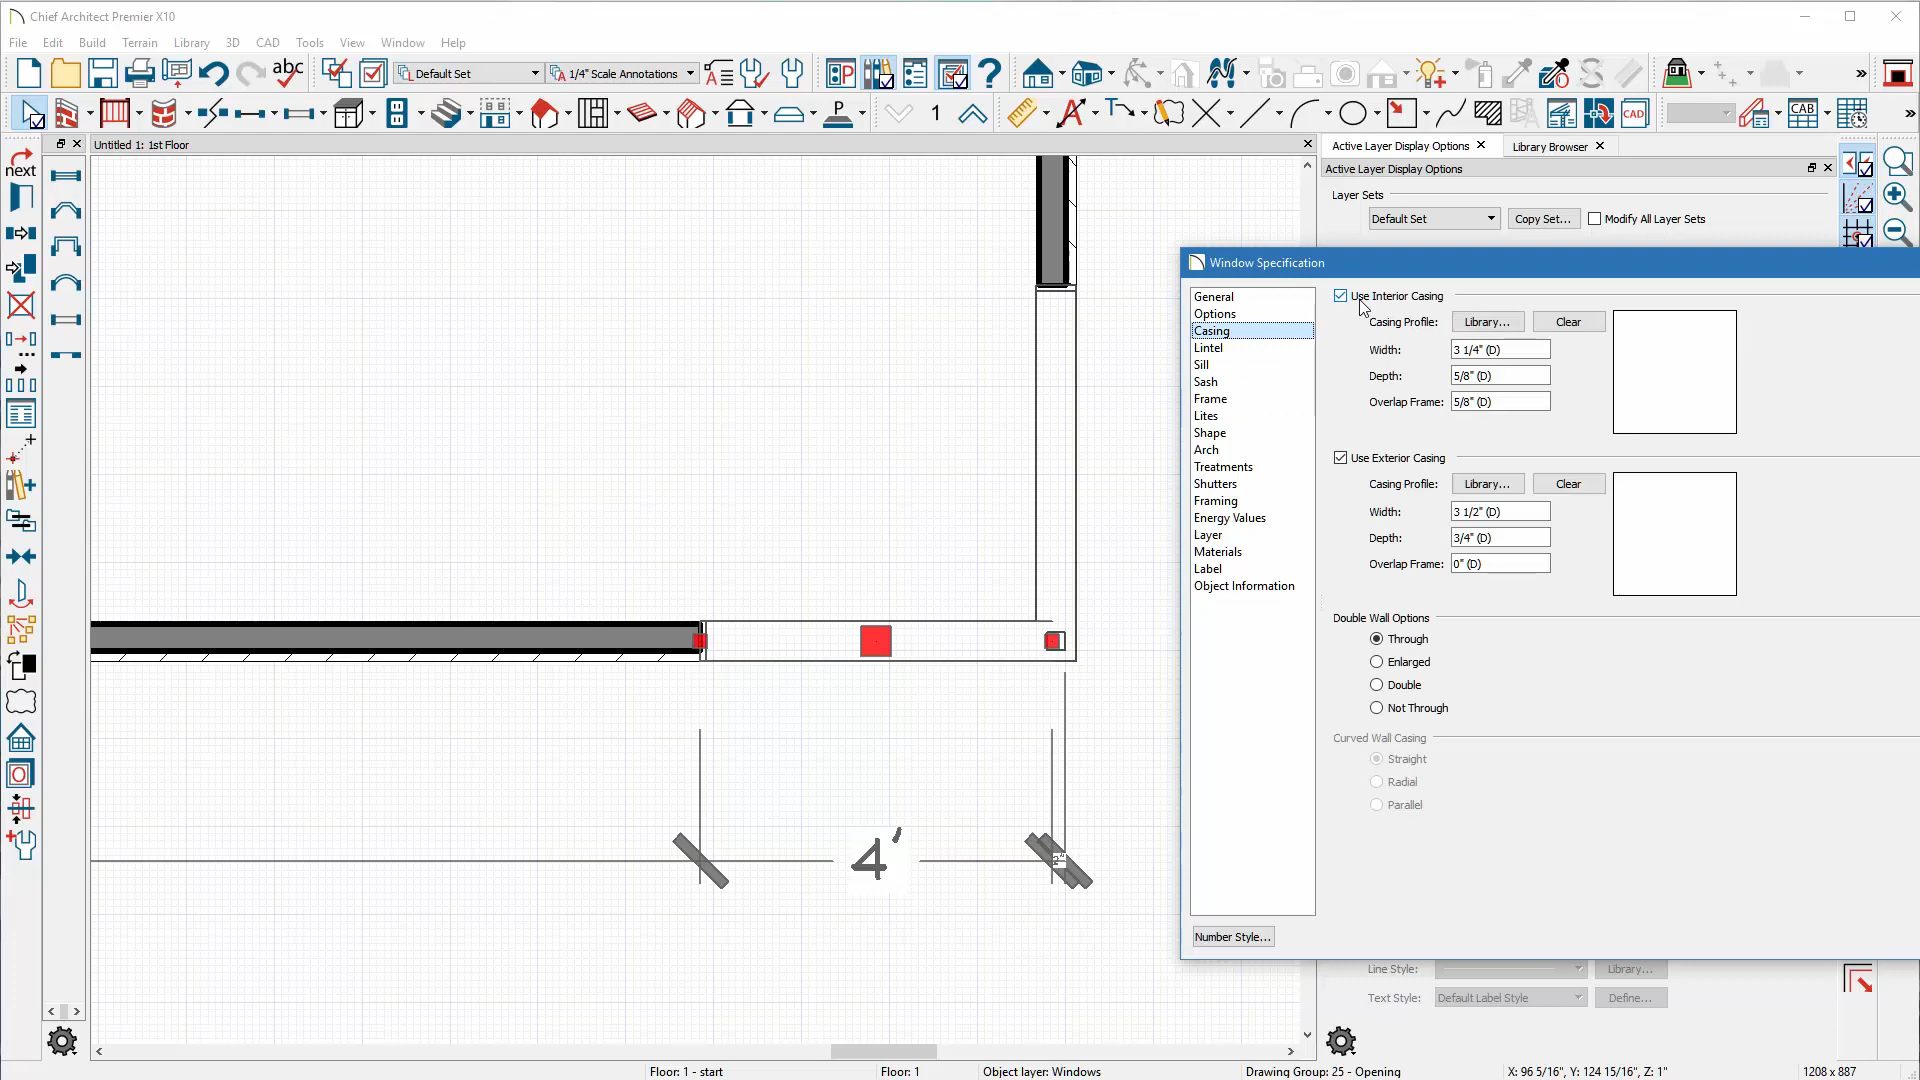 Chief Architect Premier X10
File Edit Build Terrain Library 3D CAD Tools View Window Help
abc Default Set 1/4" Scale Annotations
P 1 CAD CAB
next
Untitled 1: 1st Floor
Active Layer Display Options
Library Browser
Active Layer Display Options
Layer Sets
Default Set Copy Set... Modify All Layer Sets
Window Specification
General
Options
Casing
Lintel
Sill
Sash
Frame
Lites
Shape
Arch
Treatments
Shutters
Framing
Energy Values
Layer
Materials
Label
Object Information
Number Style...
Use Interior Casing
Casing Profile: Library... Clear
Width: 3 1/4" (D)
Depth: 5/8" (D)
Overlap Frame: 5/8" (D)
Use Exterior Casing
Casing Profile: Library... Clear
Width: 3 1/2" (D)
Depth: 3/4" (D)
Overlap Frame: 0" (D)
Double Wall Options
Through
Enlarged
Double
Not Through
Curved Wall Casing
Straight
Radial
Parallel
4'
2"
Line Style: Library...
Text Style: Default Label Style Define...
Floor: 1 - start Floor: 1 Object layer: Windows Drawing Group: 25 - Opening X: 96 5/16", Y: 124 15/16", Z: 1" 1208 x 887